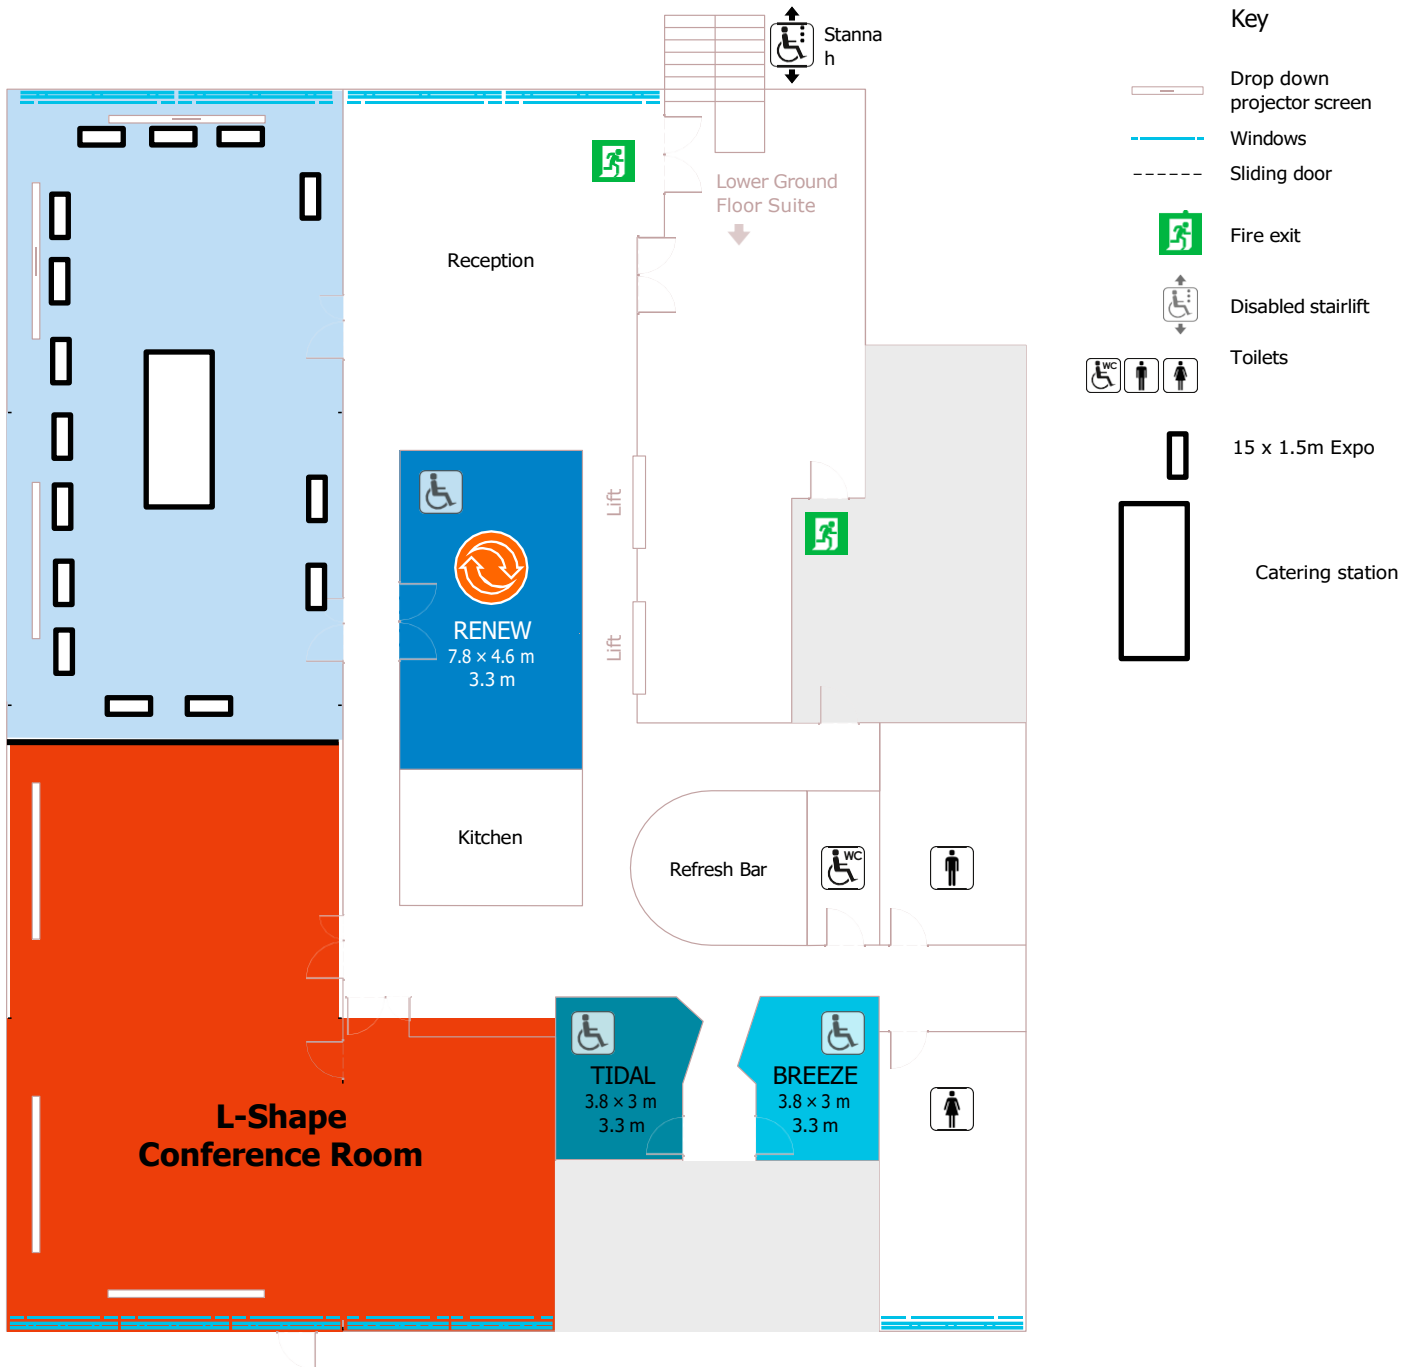 Key
Stanna
h
Drop down
projector screen
Windows
Sliding door
Lower Ground
Floor Suite
Fire exit
Reception
Disabled stairlift
Toilets
WC
15 x 1.5m Expo
Lift
Catering station
RENEW
7.8 × 4.6 m
3.3 m
Lift
Kitchen
Refresh Bar
WC
TIDAL
3.8 × 3 m
3.3 m
BREEZE
3.8 × 3 m
3.3 m
L-Shape
Conference Room